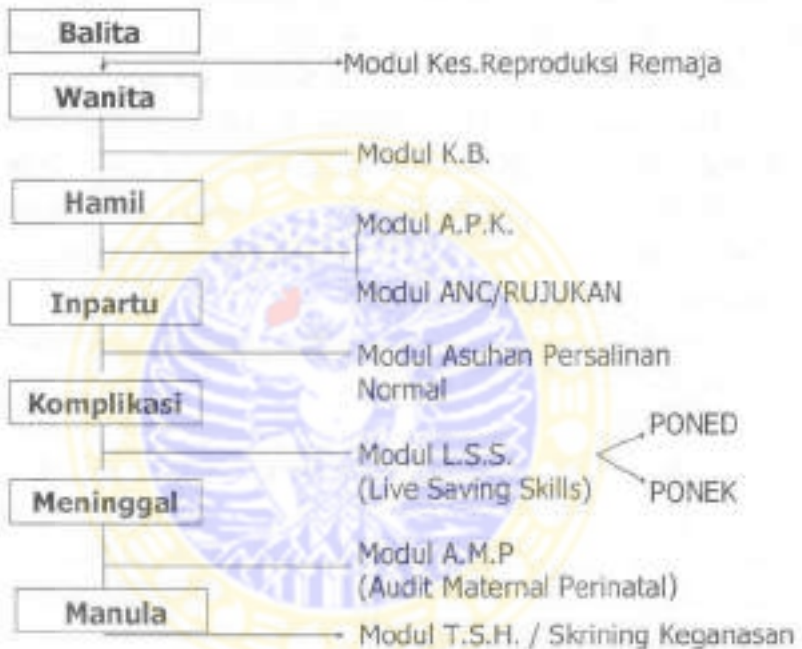 Balita
Modul Kes.Reproduksi Remaja
Wanita
Modul K.B.
Hamil
Modul A.P.K.
Inpartu
Modul ANC/RUJUKAN
Modul Asuhan Persalinan
Normal
Komplikasi
Modul L.S.S.
(Live Saving Skills)
PONED
PONEK
Meninggal
Modul A.M.P
(Audit Maternal Perinatal)
Manula
Modul T.S.H. / Skrining Keganasan